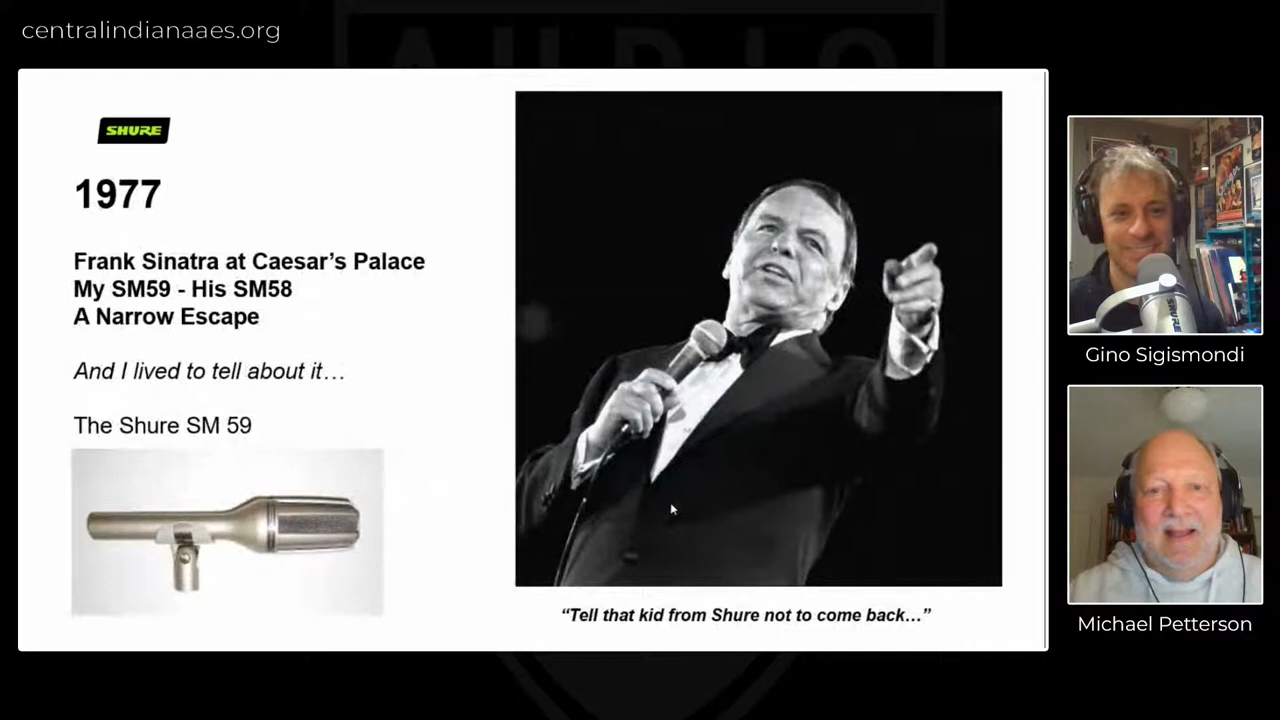 centralindianaaes.org
AUDIO
SHURE
1977
Frank Sinatra at Caesar’s Palace
My SM59 - His SM58
A Narrow Escape
And I lived to tell about it…
The Shure SM 59
“Tell that kid from Shure not to come back…”
SHURE
Gino Sigismondi
Michael Petterson